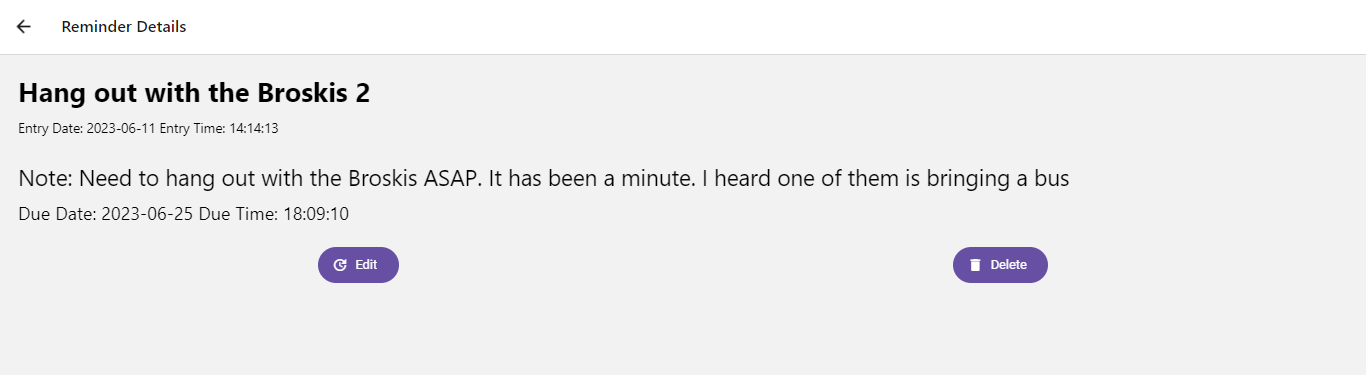 Reminder Details
Hang out with the Broskis 2
Entry Date: 2023-06-11 Entry Time: 14:14:13
Note: Need to hang out with the Broskis ASAP. It has been a minute. I heard one of them is bringing a bus
Due Date: 2023-06-25 Due Time: 18:09:10
Edit
Delete